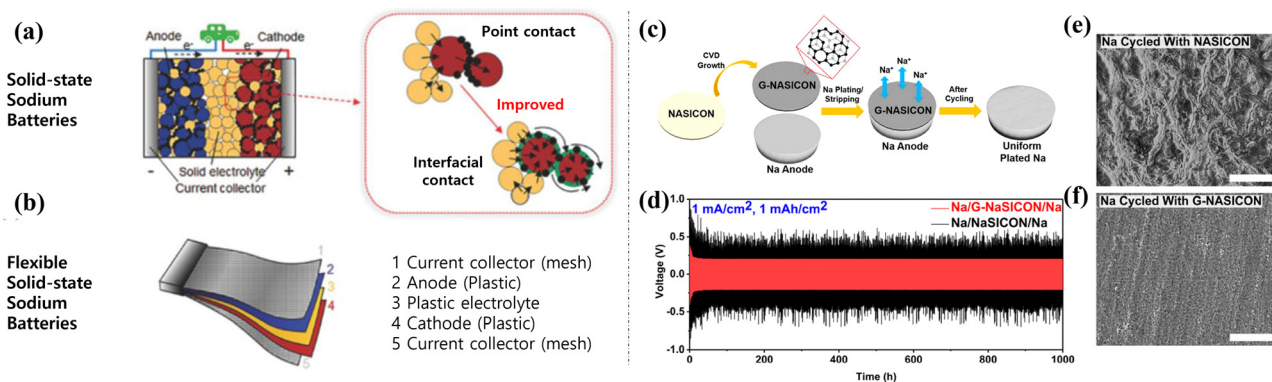 (a)
Solid-state
Sodium
Batteries
Anode
Cathode
e-
e-
Solid electrolyte
-
Current collector
+
Point contact
Improved
Interfacial
contact
(b)
Flexible
Solid-state
Sodium
Batteries
1
2
3
4
5
1 Current collector (mesh)
2 Anode (Plastic)
3 Plastic electrolyte
4 Cathode (Plastic)
5 Current collector (mesh)
(c)
NASICON
CVD
Growth
G-NASICON
Na Anode
Na Plating/
Stripping
Na⁺
Na⁺
Na⁺
G-NASICON
Na Anode
After
Cycling
Uniform
Plated Na
(d)
1 mA/cm², 1 mAh/cm²
Na/G-NaSICON/Na
Na/NaSICON/Na
Voltage (V)
1.0
0.5
0.0
-0.5
-1.0
0
200
400
600
800
1000
Time (h)
(e)
Na Cycled With NASICON
(f)
Na Cycled With G-NASICON